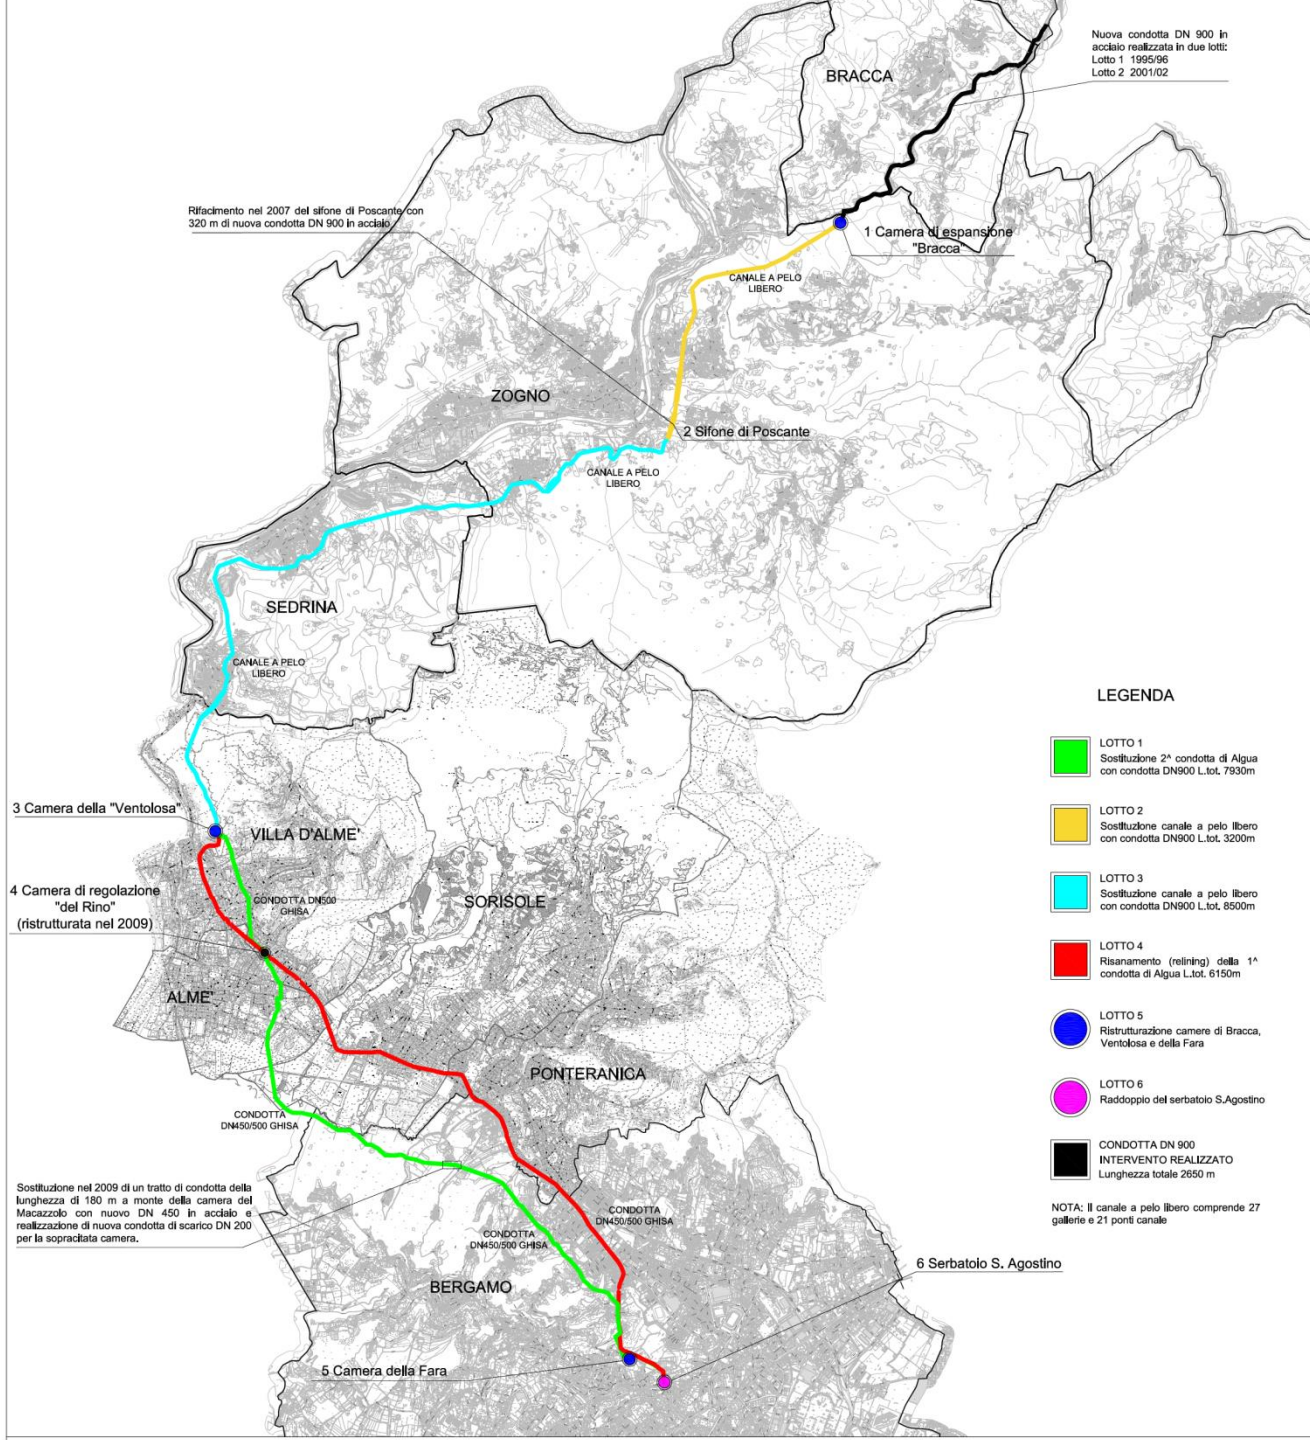 Nuova condotta DN 900 in
acciaio realizzata in due lotti:
Lotto 1 1995/96
Lotto 2 2001/02
BRACCA
Rifacimento nel 2007 del sifone di Poscante con
320 m di nuova condotta DN 900 in acciaio
1 Camera di espansione
"Bracca"
CANALE A PELO
LIBERO
ZOGNO
2 Sifone di Poscante
CANALE A PELO
LIBERO
SEDRINA
CANALE A PELO
LIBERO
3 Camera della "Ventolosa"
VILLA D'ALME'
4 Camera di regolazione
"del Rino"
(ristrutturata nel 2009)
CONDOTTA DN500
GHISA
SORISOLE
ALME'
PONTERANICA
CONDOTTA
DN450/500 GHISA
Sostituzione nel 2009 di un tratto di condotta della
lunghezza di 180 m a monte della camera del
Macazzolo con nuovo DN 450 in acciaio e
realizzazione di nuova condotta di scarico DN 200
per la sopracitata camera.
CONDOTTA
DN450/500 GHISA
CONDOTTA
DN450/500 GHISA
BERGAMO
6 Serbatoio S. Agostino
5 Camera della Fara
LEGENDA
LOTTO 1
Sostituzione 2^ condotta di Algua
con condotta DN900 L.tot. 7930m
LOTTO 2
Sostituzione canale a pelo libero
con condotta DN900 L.tot. 3200m
LOTTO 3
Sostituzione canale a pelo libero
con condotta DN900 L.tot. 8500m
LOTTO 4
Risanamento (relining) della 1^
condotta di Algua L.tot. 6150m
LOTTO 5
Ristrutturazione camere di Bracca,
Ventolosa e della Fara
LOTTO 6
Raddoppio del serbatoio S.Agostino
CONDOTTA DN 900
INTERVENTO REALIZZATO
Lunghezza totale 2650 m
NOTA: Il canale a pelo libero comprende 27
gallerie e 21 ponti canale